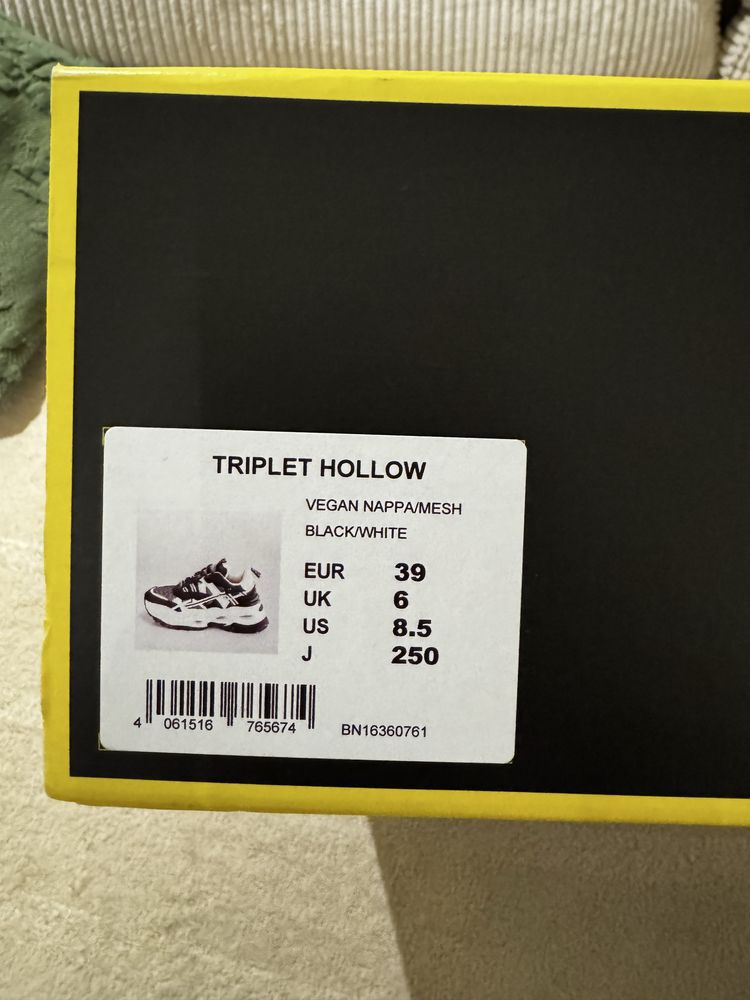 TRIPLET HOLLOW
VEGAN NAPPA/MESH
BLACK/WHITE
EUR 39
UK 6
US 8.5
J 250
4 061516 765674
BN16360761